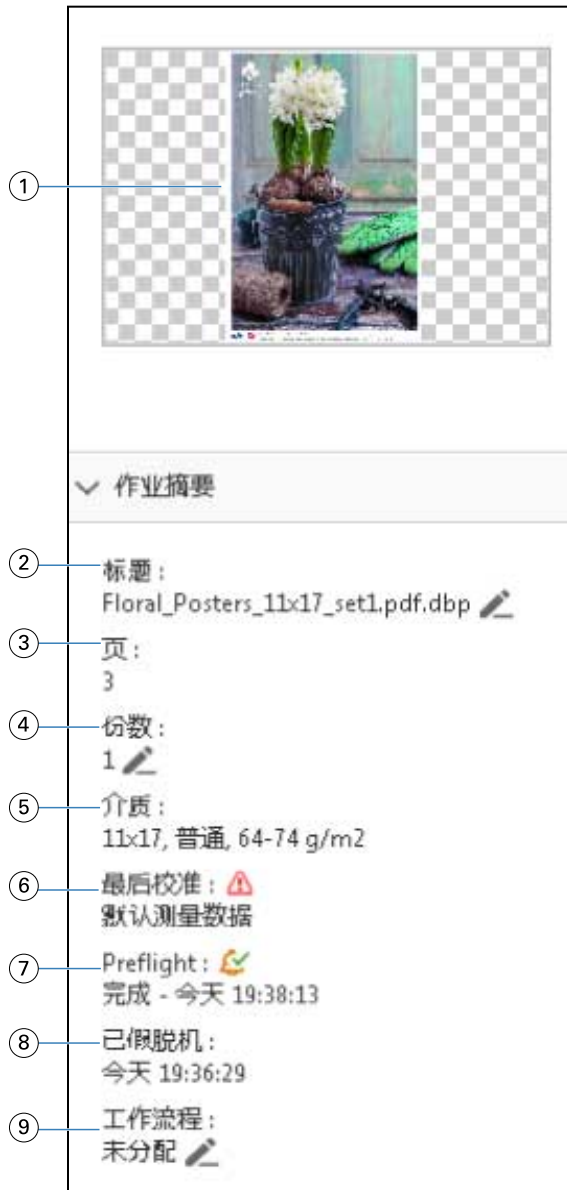 1
作业摘要
2
标题：
Floral_Posters_11x17_set1.pdf.dbp
3
页：
3
4
份数：
1
5
介质：
11x17, 普通, 64-74 g/m2
6
最后校准：
默认测量数据
7
Preflight：
完成 - 今天 19:38:13
8
已假脱机：
今天 19:36:29
9
工作流程：
未分配